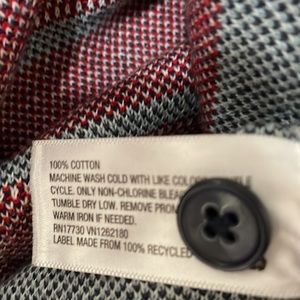 100% COTTON
MACHINE WASH COLD WITH LIKE COLORS
CYCLE. ONLY NON-CHLORINE
TUMBLE DRY LOW. REMOVE
WARM IRON IF NEEDED.
RN17730 VN1262180
LABEL MADE FROM 100% RECYCLED